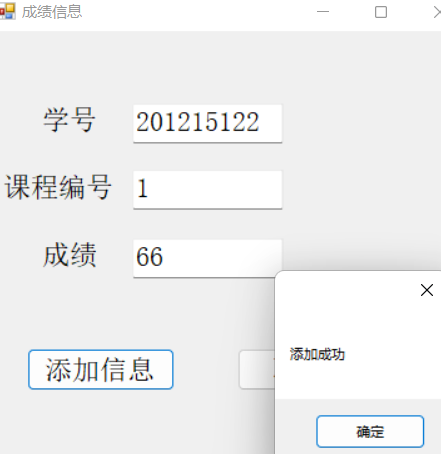 成绩信息
学号 201215122
课程编号 1
成绩 66
添加成功
添加信息
确定